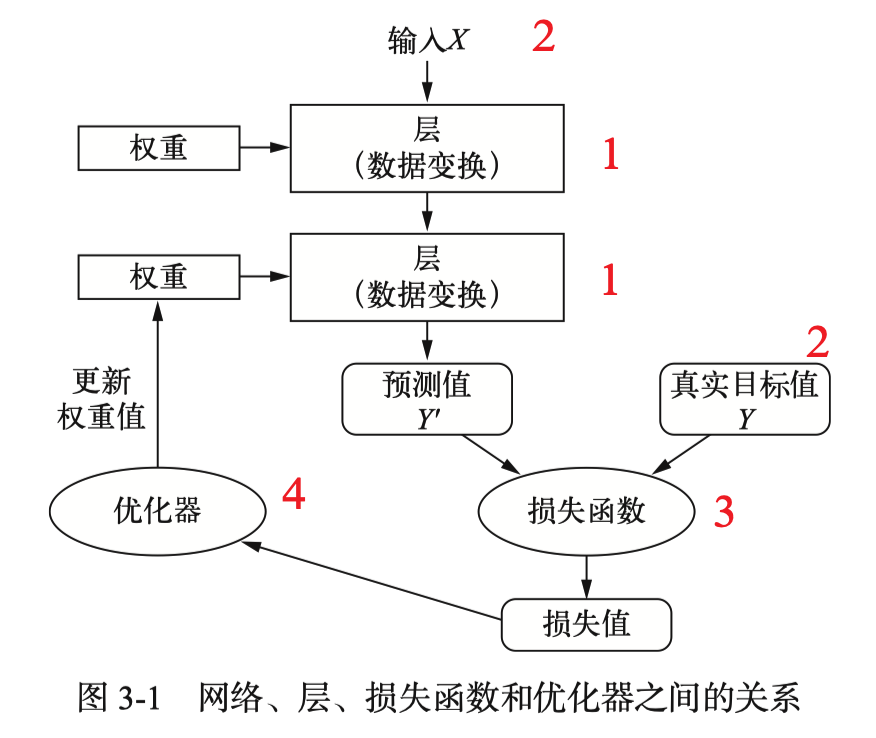 输入X
2
权重
层
(数据变换)
1
权重
层
(数据变换)
1
2
更新
权重值
预测值
Y′
真实目标值
Y
优化器
4
损失函数
3
损失值
图 3-1 网络、层、损失函数和优化器之间的关系